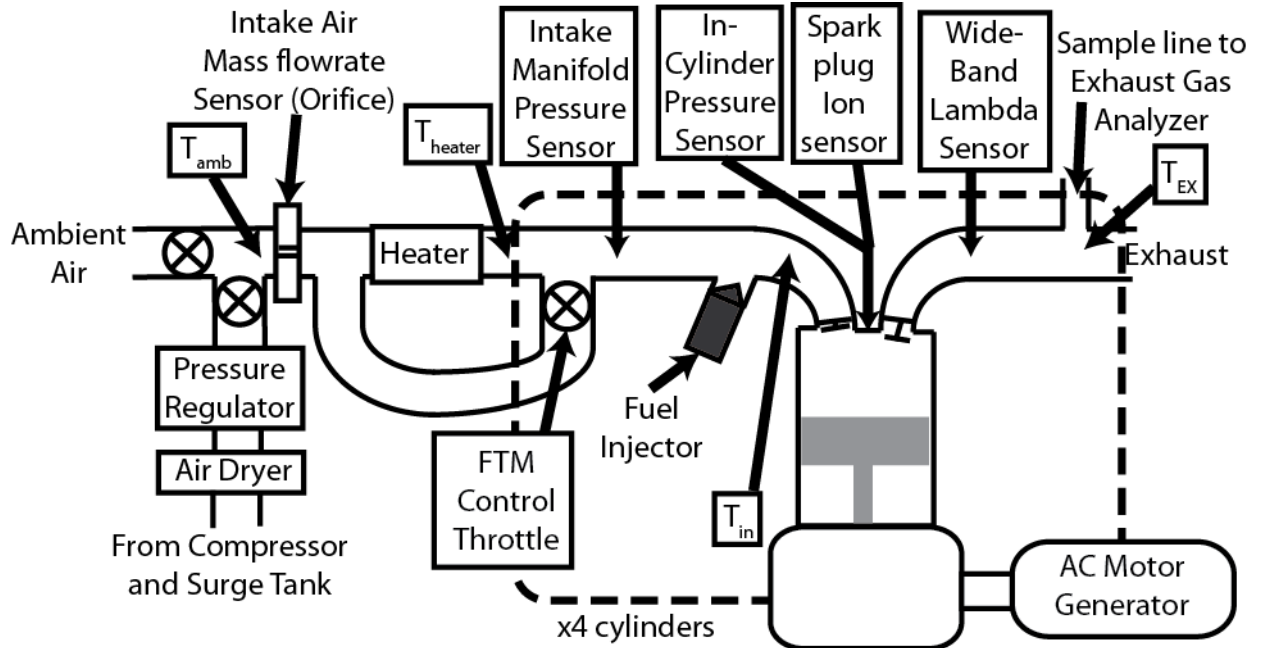 Intake Air
Mass flowrate
Sensor (Orifice)
T_amb
T_heater
Intake
Manifold
Pressure
Sensor
In-
Cylinder
Pressure
Sensor
Spark
plug
Ion
sensor
Wide-
Band
Lambda
Sensor
Sample line to
Exhaust Gas
Analyzer
T_EX
Ambient
Air
Heater
Exhaust
Pressure
Regulator
Air Dryer
From Compressor
and Surge Tank
FTM
Control
Throttle
Fuel
Injector
T_in
x4 cylinders
AC Motor
Generator